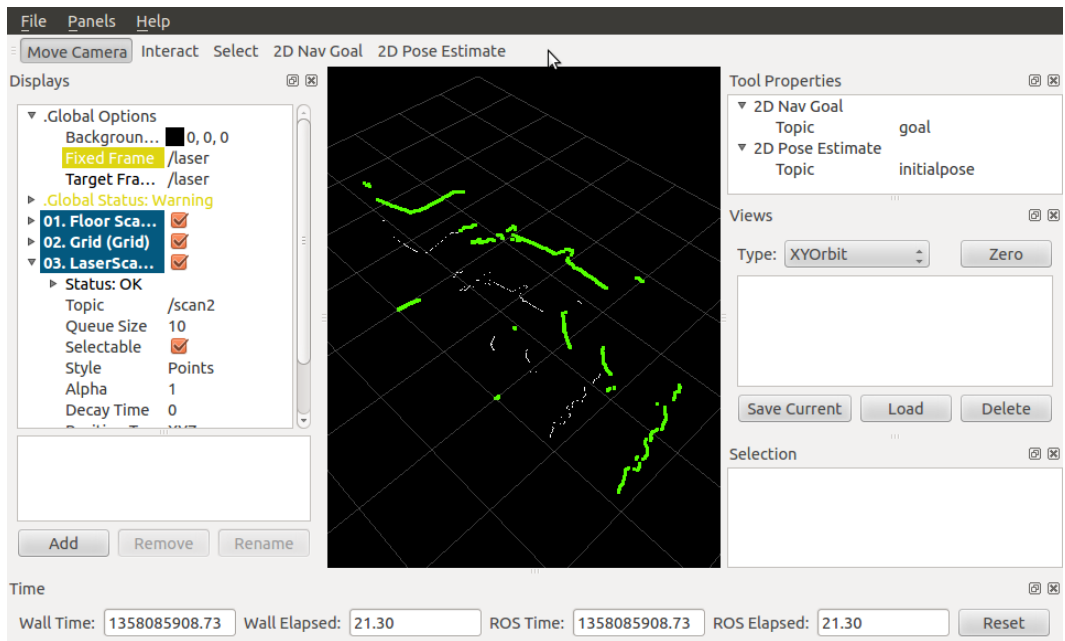 File Panels Help
Move Camera Interact Select 2D Nav Goal 2D Pose Estimate
Displays
.Global Options
Backgroun... 0, 0, 0
Fixed Frame /laser
Target Fra... /laser
.Global Status: Warning
01. Floor Sca...
02. Grid (Grid)
03. LaserSca...
Status: OK
Topic /scan2
Queue Size 10
Selectable
Style Points
Alpha 1
Decay Time 0
Add Remove Rename
Tool Properties
2D Nav Goal
Topic goal
2D Pose Estimate
Topic initialpose
Views
Type: XYOrbit Zero
Save Current Load Delete
Selection
Time
Wall Time: 1358085908.73 Wall Elapsed: 21.30 ROS Time: 1358085908.73 ROS Elapsed: 21.30 Reset